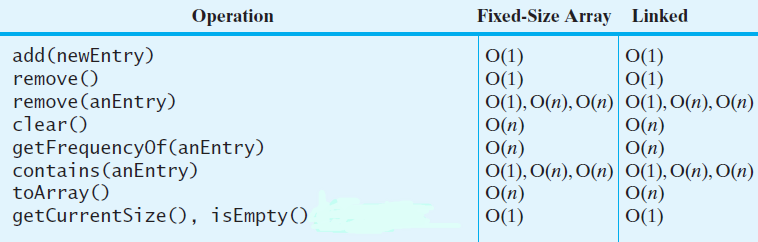 Operation Fixed-Size Array Linked
add(newEntry) O(1) O(1)
remove() O(1) O(1)
remove(anEntry) O(1), O(n), O(n) O(1), O(n), O(n)
clear() O(n) O(n)
getFrequencyOf(anEntry) O(n) O(n)
contains(anEntry) O(1), O(n), O(n) O(1), O(n), O(n)
toArray() O(n) O(n)
getCurrentSize(), isEmpty() O(1) O(1)